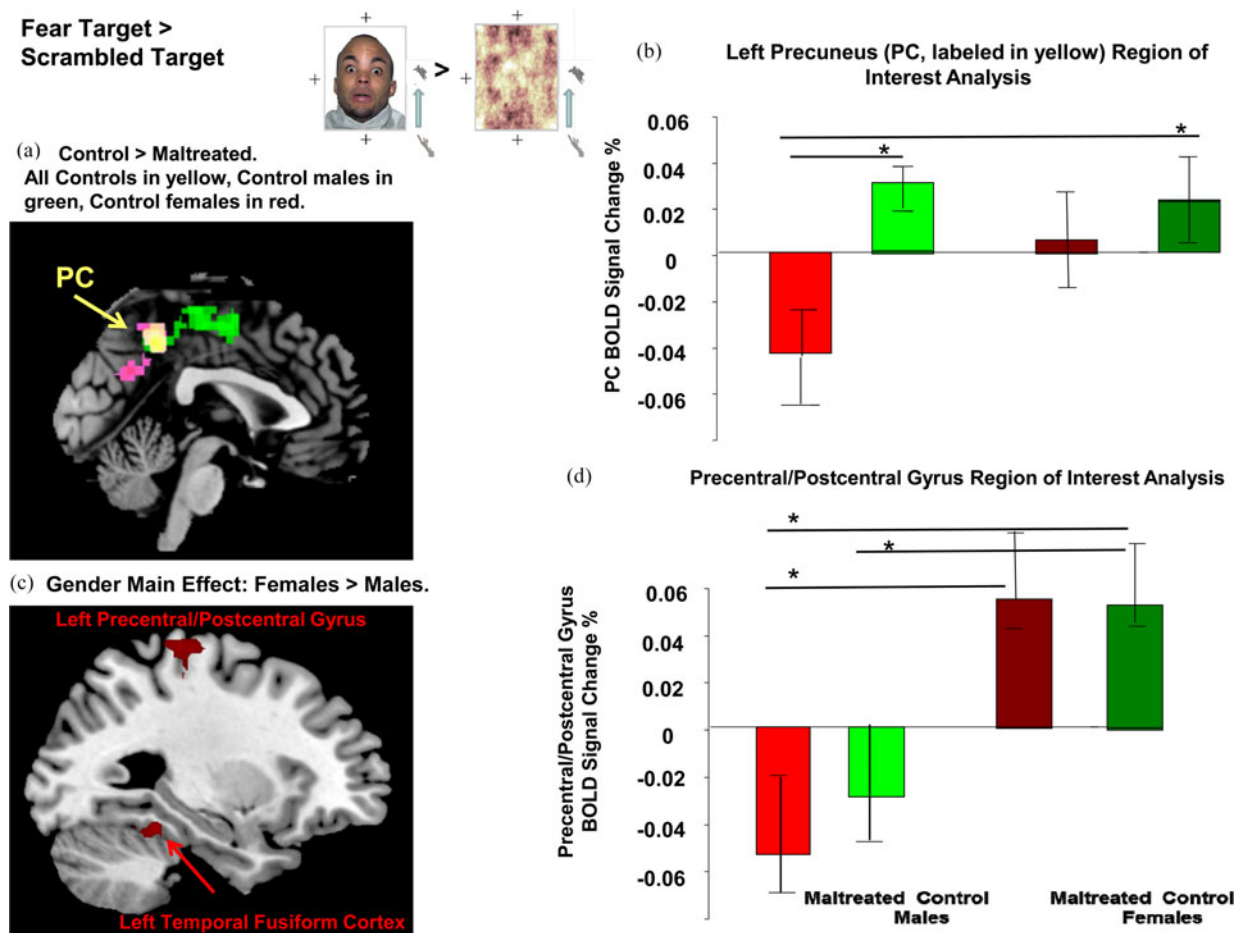 Fear Target >
Scrambled Target
>
(a) Control > Maltreated.
All Controls in yellow, Control males in
green, Control females in red.
PC
(b) Left Precuneus (PC, labeled in yellow) Region of
Interest Analysis
PC BOLD Signal Change %
0.06
0.04
0.02
0
-0.02
-0.04
-0.06
*
*
(c) Gender Main Effect: Females > Males.
Left Precentral/Postcentral Gyrus
Left Temporal Fusiform Cortex
(d) Precentral/Postcentral Gyrus Region of Interest Analysis
Precentral/Postcentral Gyrus
BOLD Signal Change %
0.06
0.04
0.02
0
-0.02
-0.04
-0.06
*
*
*
Maltreated Control
Males
Maltreated Control
Females